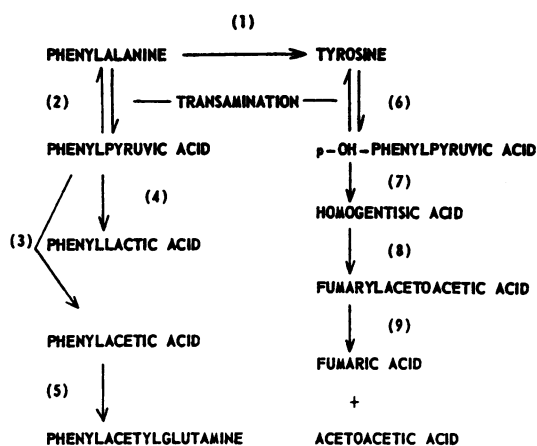 (1)
PHENYLALANINE TYROSINE
(2) TRANSAMINATION (6)
PHENYLPYRUVIC ACID p-OH-PHENYLPYRUVIC ACID
(4) (7)
HOMOGENTISIC ACID
(3) PHENYLLACTIC ACID
(8)
FUMARYLACETOACETIC ACID
(9)
PHENYLACETIC ACID
FUMARIC ACID
(5)
+
PHENYLACETYLGLUTAMINE ACETOACETIC ACID